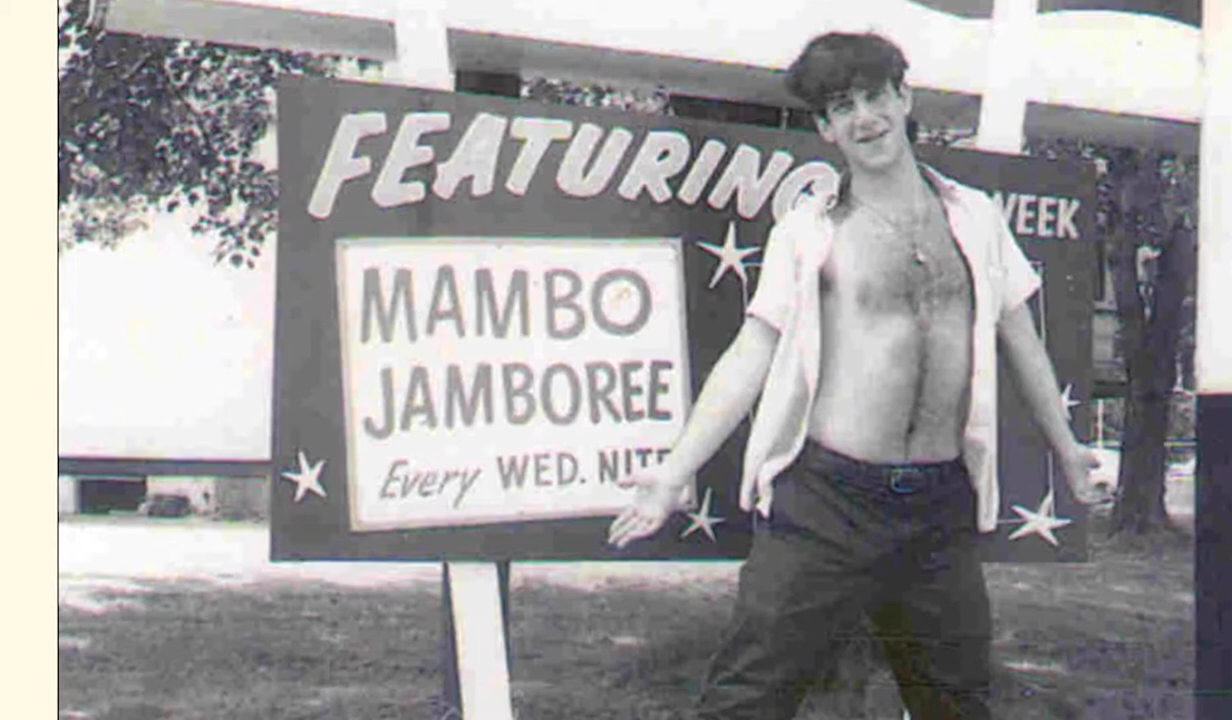 FEATURING
WEEK
MAMBO
JAMBOREE
Every WED. NITE